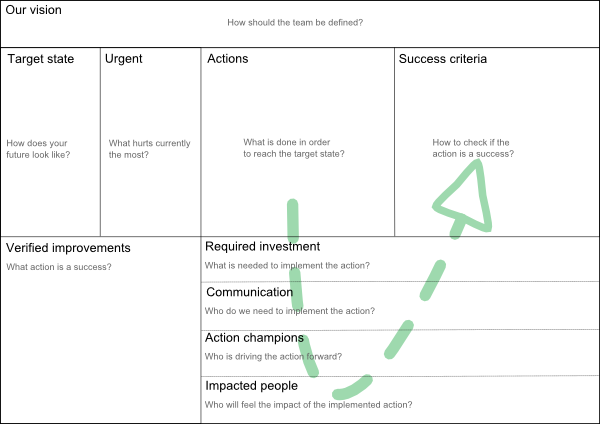 Our vision
How should the team be defined?
Target state
Urgent
Actions
Success criteria
How does your
future look like?
What hurts currently
the most?
What is done in order
to reach the target state?
How to check if the
action is a success?
Verified improvements
What action is a success?
Required investment
What is needed to implement the action?
Communication
Who do we need to implement the action?
Action champions
Who is driving the action forward?
Impacted people
Who will feel the impact of the implemented action?